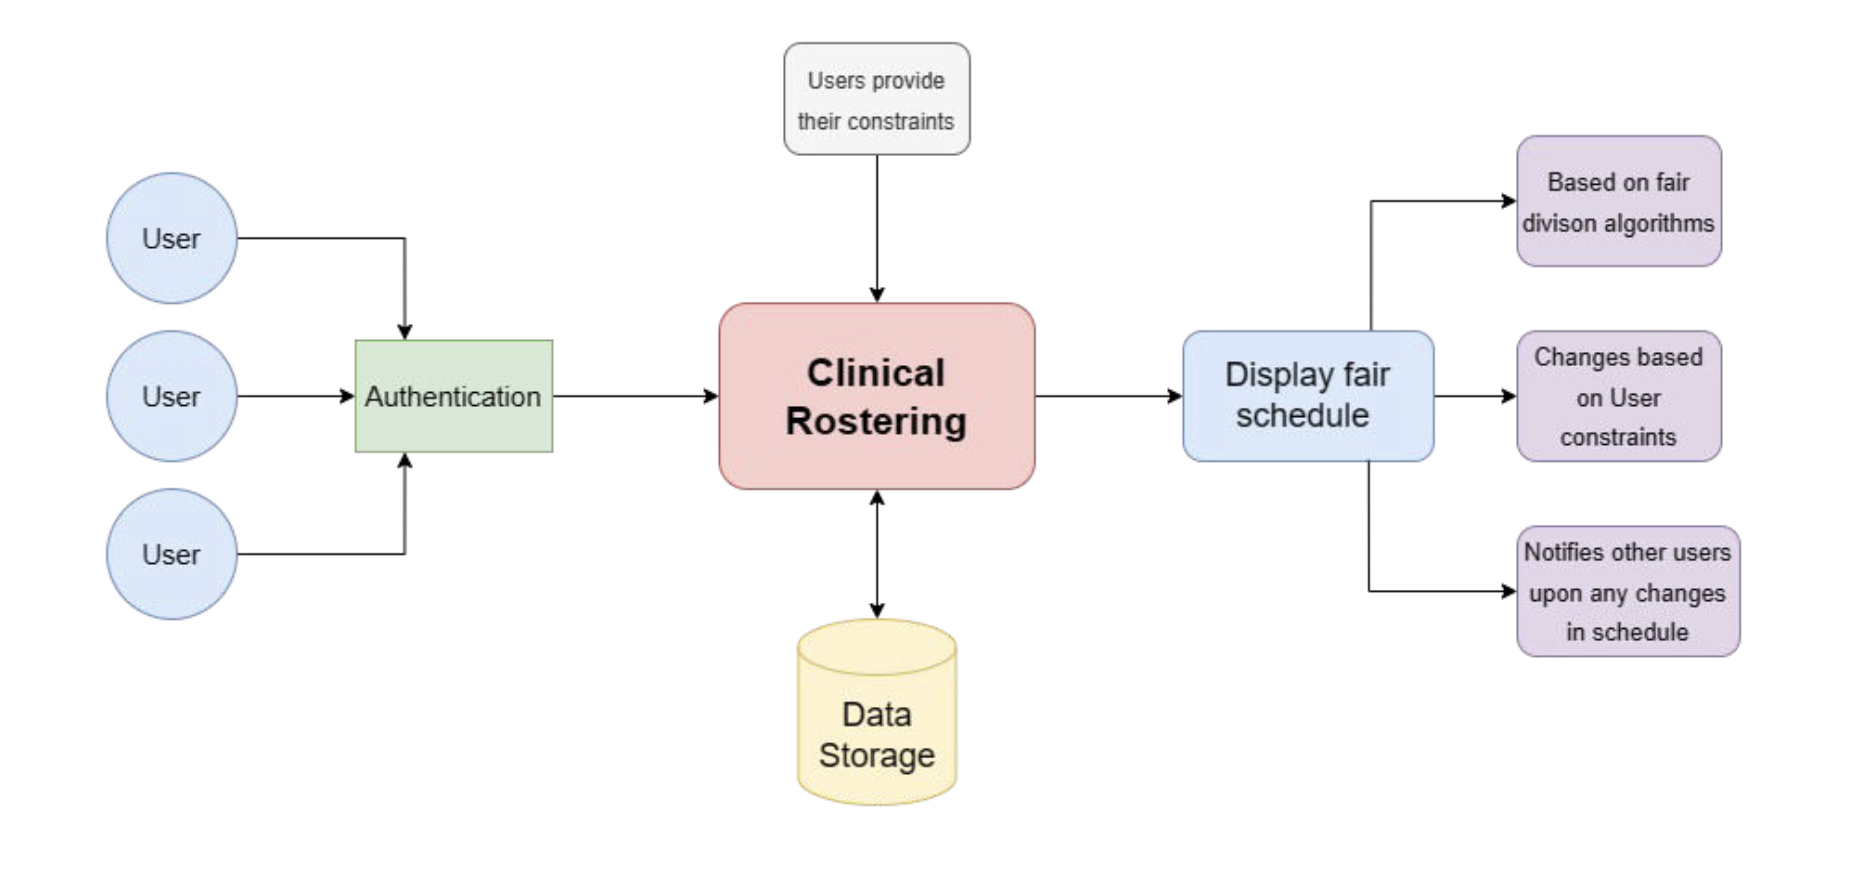 Users provide
their constraints
User
User
User
Authentication
Clinical
Rostering
Data
Storage
Display fair
schedule
Based on fair
divison algorithms
Changes based
on User
constraints
Notifies other users
upon any changes
in schedule